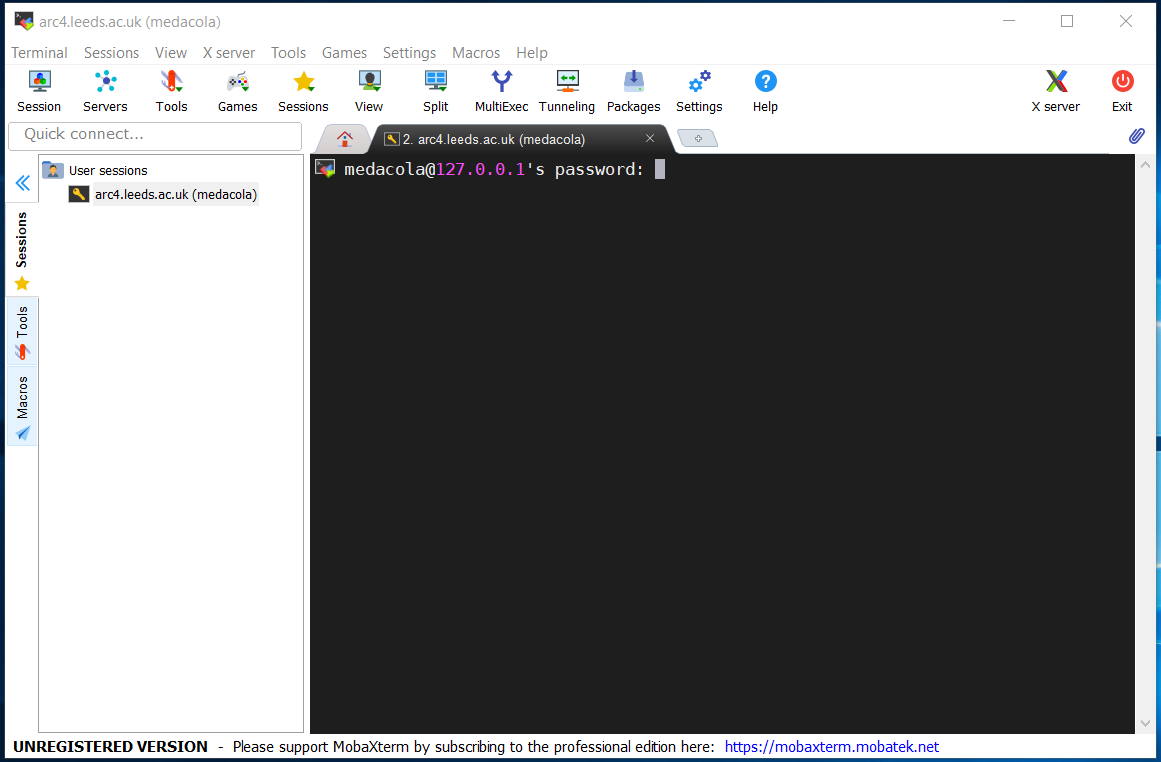 arc4.leeds.ac.uk (medacola)
Terminal Sessions View X server Tools Games Settings Macros Help
Session Servers Tools Games Sessions View Split MultiExec Tunneling Packages Settings Help X server Exit
Quick connect...
2. arc4.leeds.ac.uk (medacola)
User sessions
arc4.leeds.ac.uk (medacola)
Sessions
Tools
Macros
medacola@127.0.0.1's password:
UNREGISTERED VERSION - Please support MobaXterm by subscribing to the professional edition here: https://mobaxterm.mobatek.net